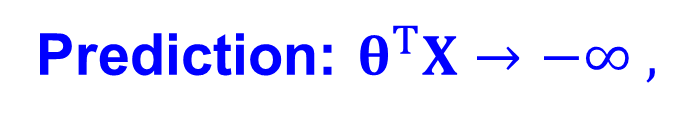 Prediction: θᵀX → −∞ ,